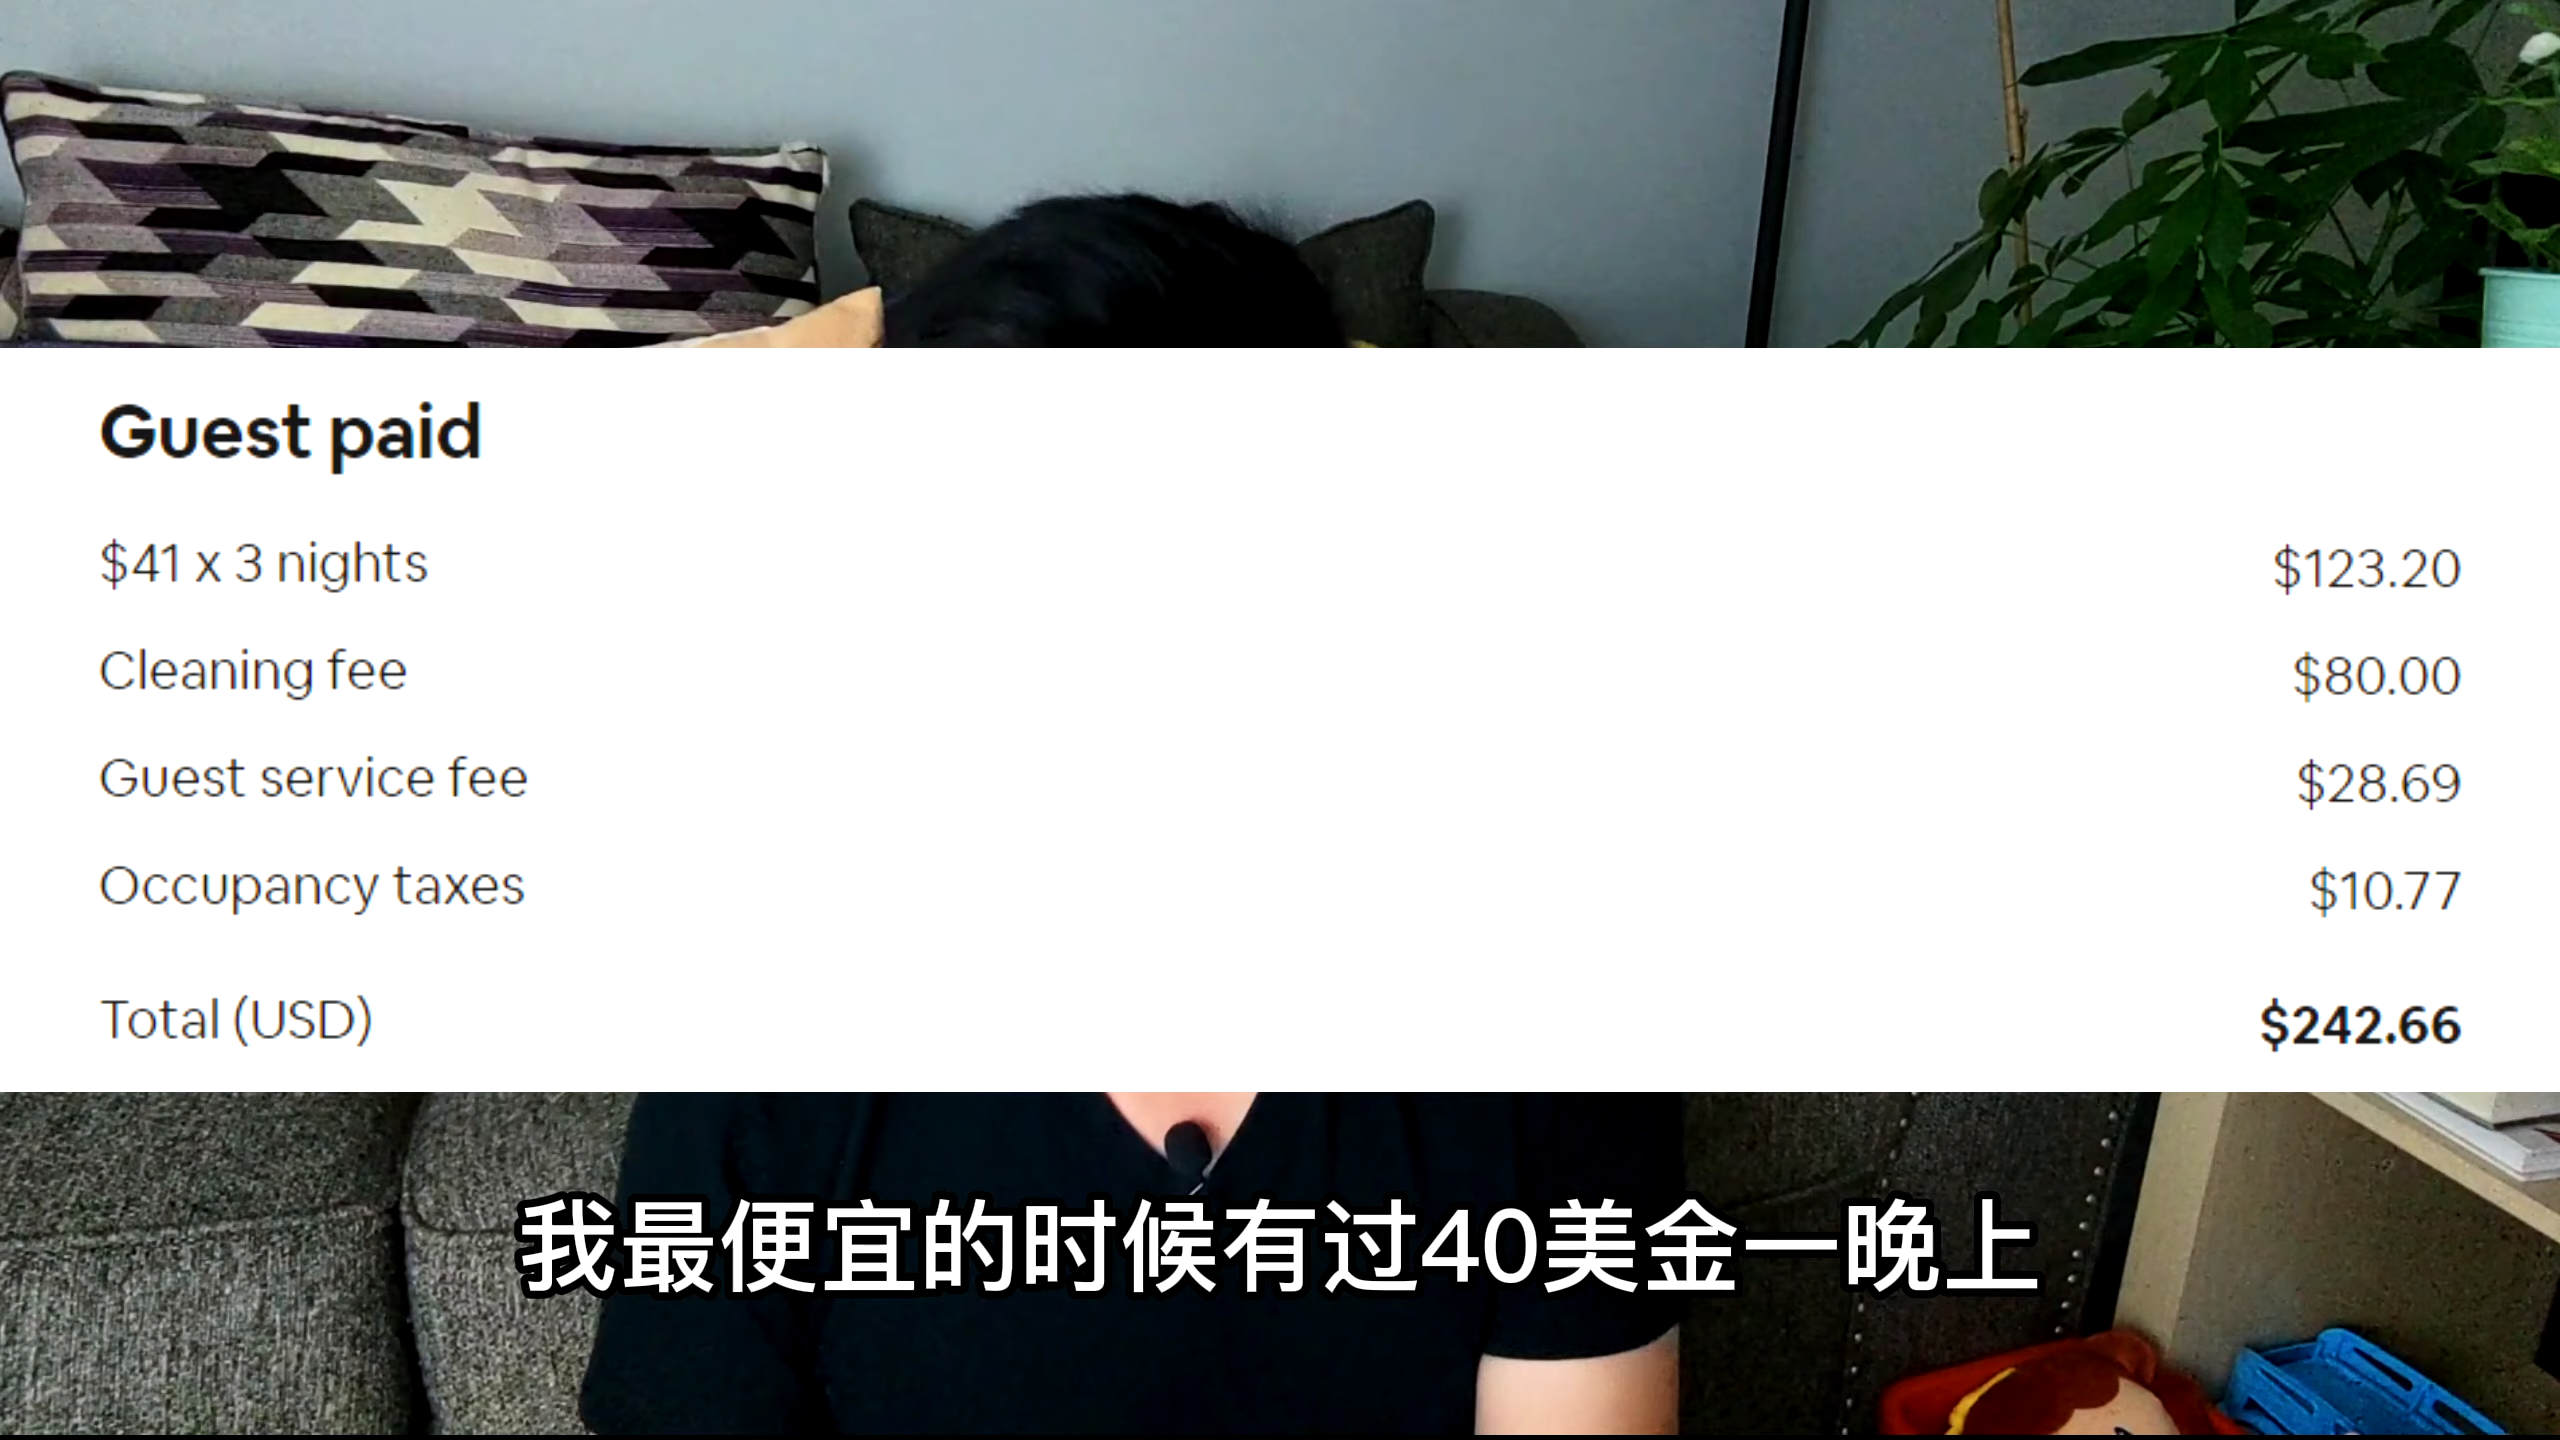 Guest paid
$41 x 3 nights $123.20
Cleaning fee $80.00
Guest service fee $28.69
Occupancy taxes $10.77
Total (USD) $242.66
我最便宜的时候有过40美金一晚上